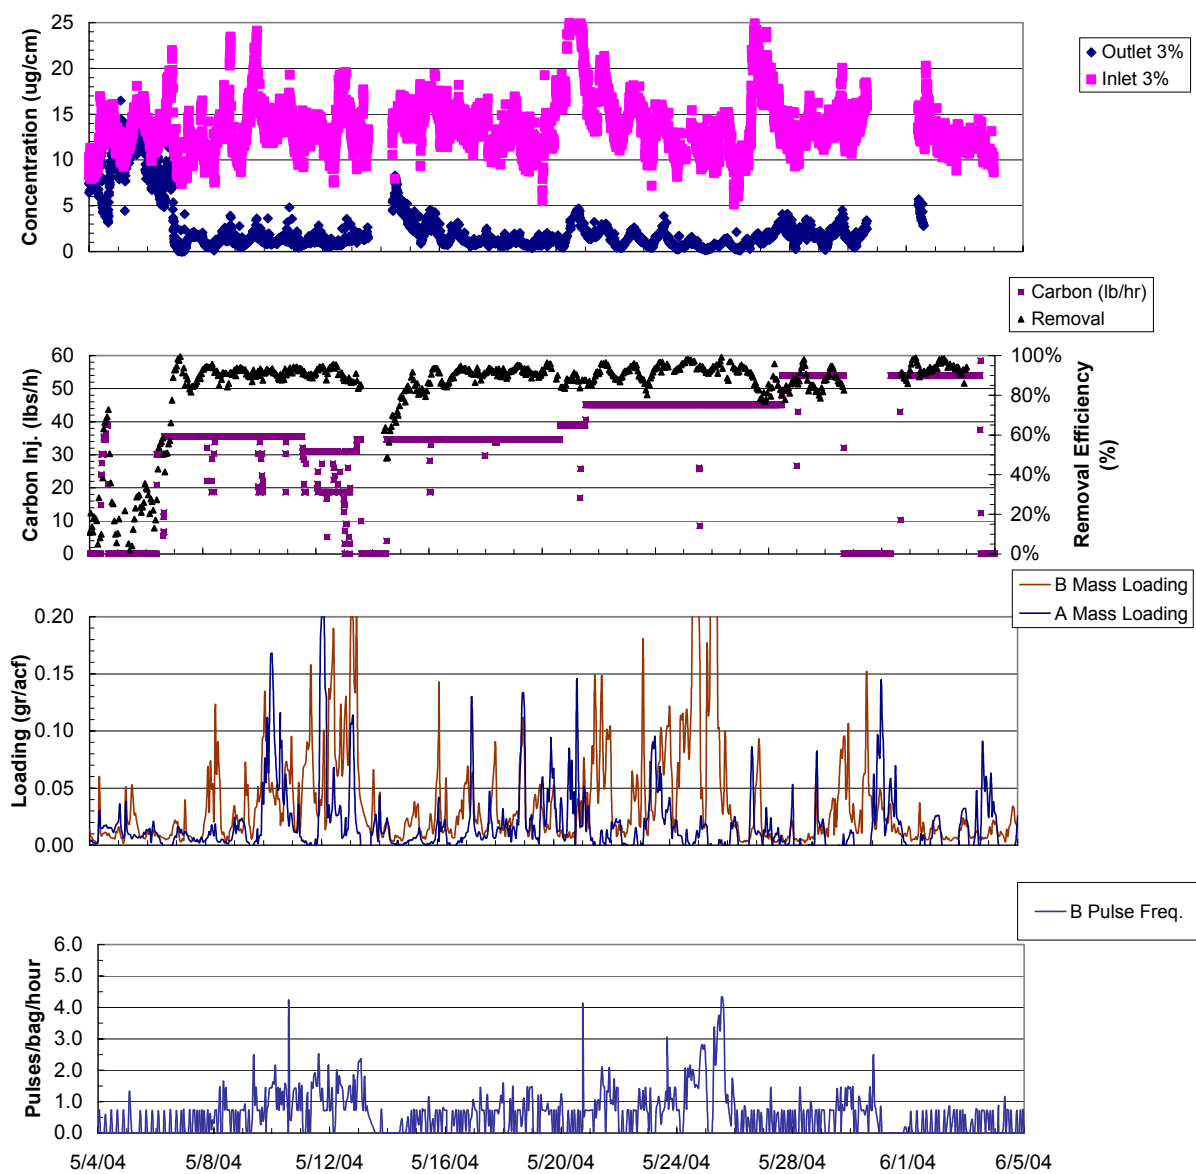 Concentration (ug/cm)
25
20
15
10
5
0
Outlet 3%
Inlet 3%
Carbon (lb/hr)
Removal
Carbon Inj. (lbs/h)
60
50
40
30
20
10
0
100%
80%
60%
40%
20%
0%
Removal Efficiency
(%)
B Mass Loading
A Mass Loading
Loading (gr/acf)
0.20
0.15
0.10
0.05
0.00
B Pulse Freq.
Pulses/bag/hour
6.0
5.0
4.0
3.0
2.0
1.0
0.0
5/4/04 5/8/04 5/12/04 5/16/04 5/20/04 5/24/04 5/28/04 6/1/04 6/5/04